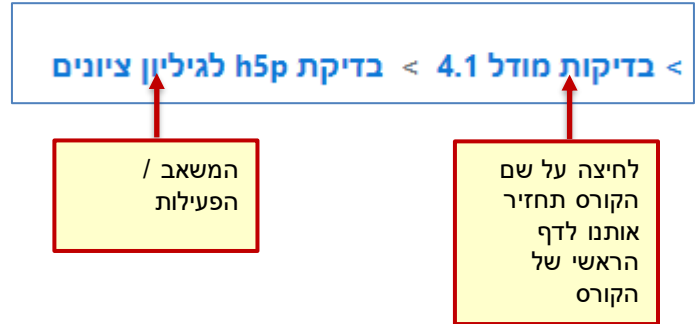 > בדיקות מודל 4.1 > בדיקת h5p לגיליון ציונים
לחיצה על שם
הקורס תחזיר
אותנו לדף
הראשי של
הקורס
המשאב /
הפעילות